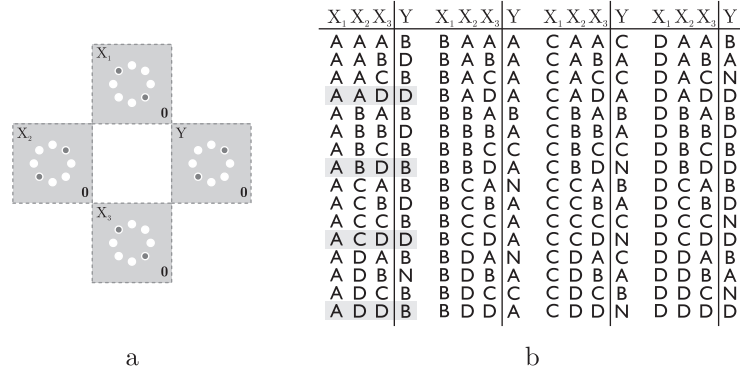 X1
0
X2
0
Y
0
X3
0
X1 X2 X3 Y X1 X2 X3 Y X1 X2 X3 Y X1 X2 X3 Y
A A A B B A A A C A A C D A A B
A A B D B A B A C A B A D A B A
A A C B B A C A C A C C D A C N
A A D D B A D A C A D A D A D D
A B A B B B A B C B A B D B A B
A B B D B B B A C B B A D B B D
A B C B B B C C C B C C D B C B
A B D B B B D A C B D N D B D D
A C A B B C A N C C A B D C A B
A C B D B C B A C C B A D C B D
A C C B B C C A C C C C D C C N
A C D D B C D A C C D N D C D D
A D A B B D A N C D A C D D A B
A D B N B D B A C D B A D D B A
A D C B B D C C C D C B D D C N
A D D B B D D A C D D N D D D D
a
b